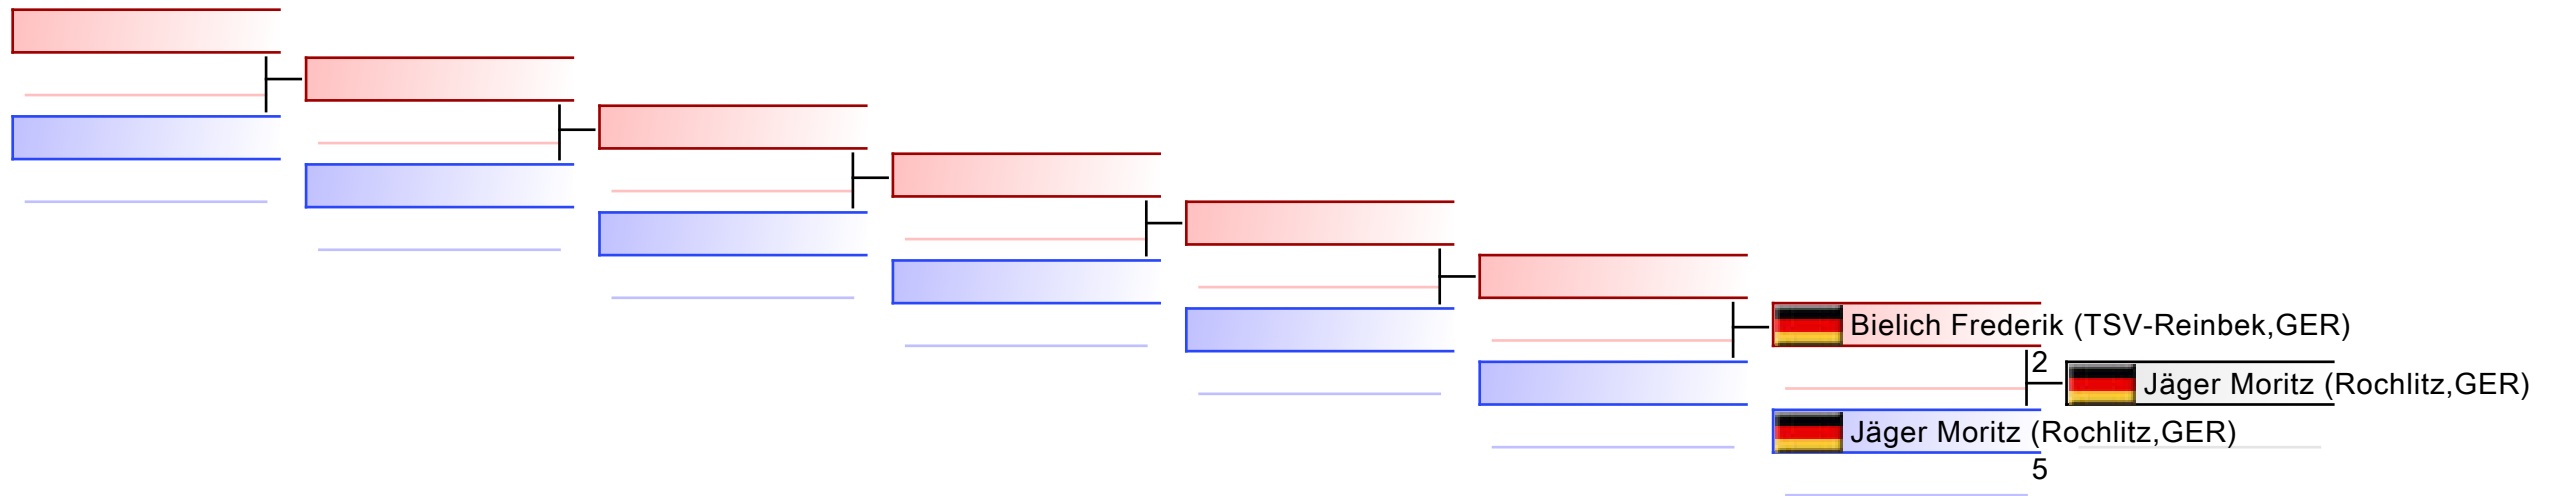 Bielich Frederik (TSV-Reinbek,GER)
2
Jäger Moritz (Rochlitz,GER)
Jäger Moritz (Rochlitz,GER)
5